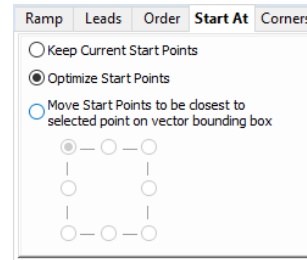 Ramp Leads Order Start At Corners
Keep Current Start Points
Optimize Start Points
Move Start Points to be closest to
selected point on vector bounding box